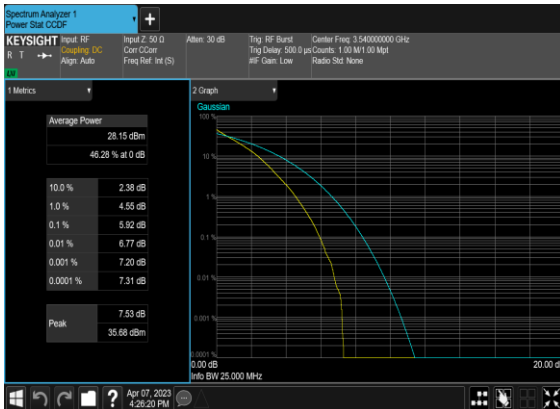 Spectrum Analyzer 1
Power Stat CCDF
KEYSIGHT
R T
Input: RF
Coupling: DC
Align: Auto
Input Z: 50 Ω
Corr CCorr
Freq Ref: Int (S)
Atten: 30 dB
Trig: RF Burst
Trig Delay: 500.0 µs
#IF Gain: Low
Center Freq: 3.540000000 GHz
Counts: 1.00 M/1.00 Mpt
Radio Std: None
1 Metrics
Average Power
28.15 dBm
46.28 % at 0 dB
10.0 % 2.38 dB
1.0 % 4.55 dB
0.1 % 5.92 dB
0.01 % 6.77 dB
0.001 % 7.20 dB
0.0001 % 7.31 dB
Peak
7.53 dB
35.68 dBm
2 Graph
Gaussian
100 %
10 %
1 %
0.1 %
0.01 %
0.001 %
0.0001 %
0.00 dB
20.00 d
Info BW 25.000 MHz
?
Apr 07, 2023
4:26:20 PM